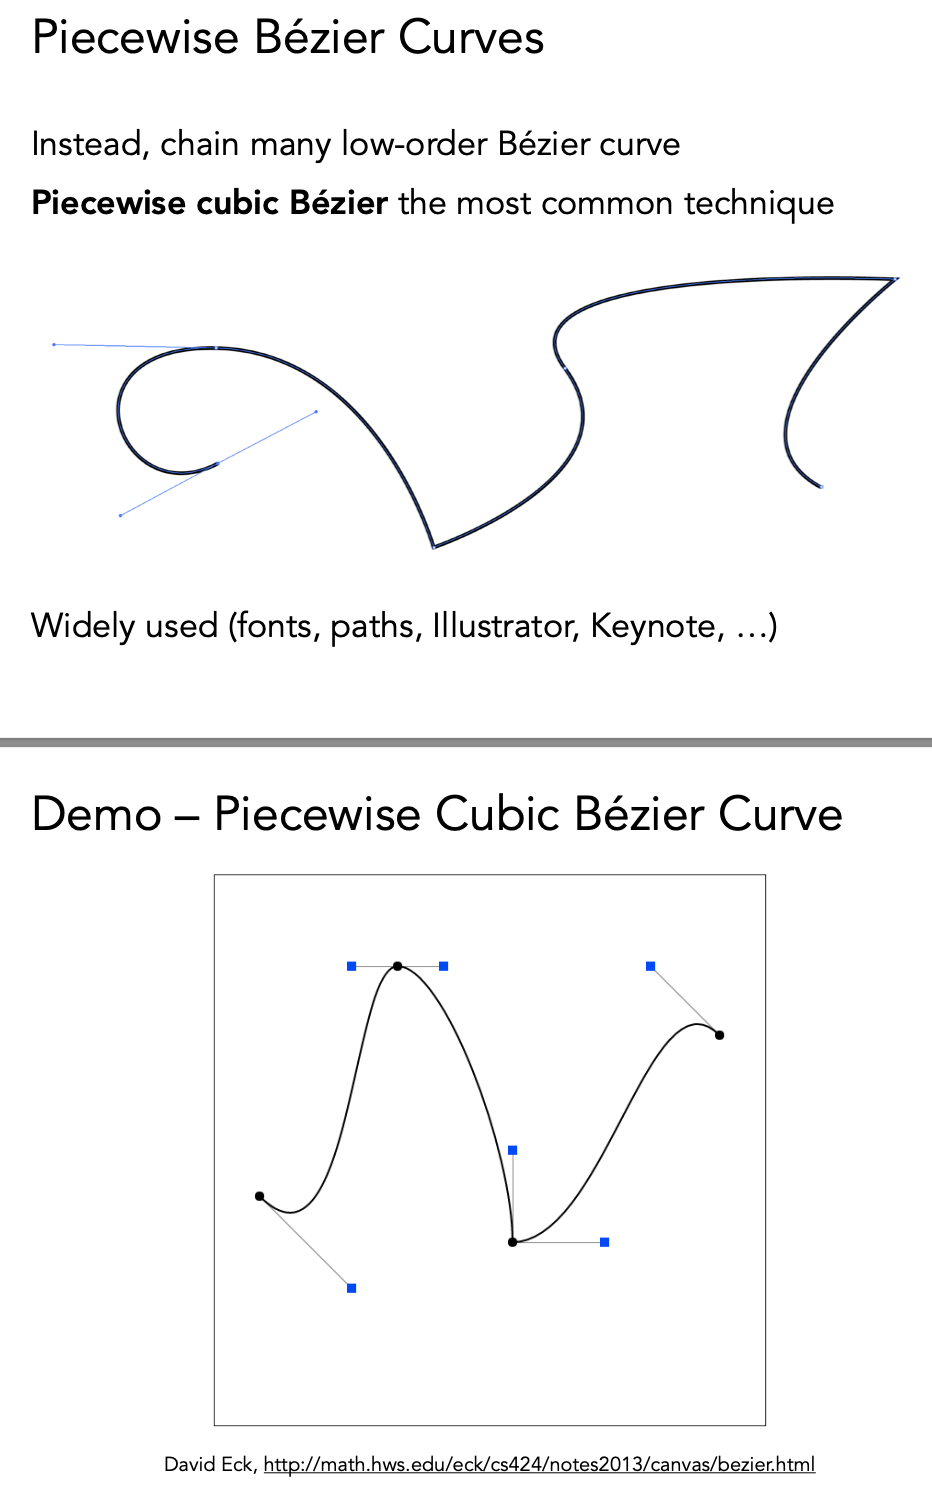 Piecewise Bézier Curves
Instead, chain many low-order Bézier curve
Piecewise cubic Bézier the most common technique
Widely used (fonts, paths, Illustrator, Keynote, …)
Demo – Piecewise Cubic Bézier Curve
David Eck, http://math.hws.edu/eck/cs424/notes2013/canvas/bezier.html